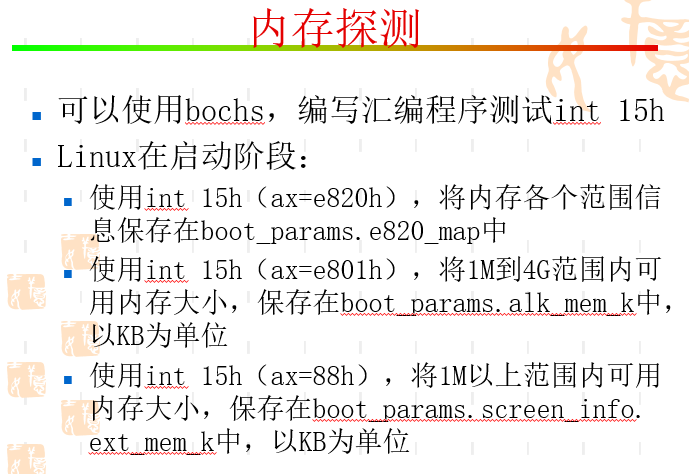 内存探测
可以使用bochs，编写汇编程序测试int 15h
Linux在启动阶段：
使用int 15h（ax=e820h），将内存各个范围信
息保存在boot_params.e820_map中
使用int 15h（ax=e801h），将1M到4G范围内可
用内存大小，保存在boot_params.alk_mem_k中，
以KB为单位
使用int 15h（ax=88h），将1M以上范围内可用
内存大小，保存在boot_params.screen_info.
ext_mem_k中，以KB为单位